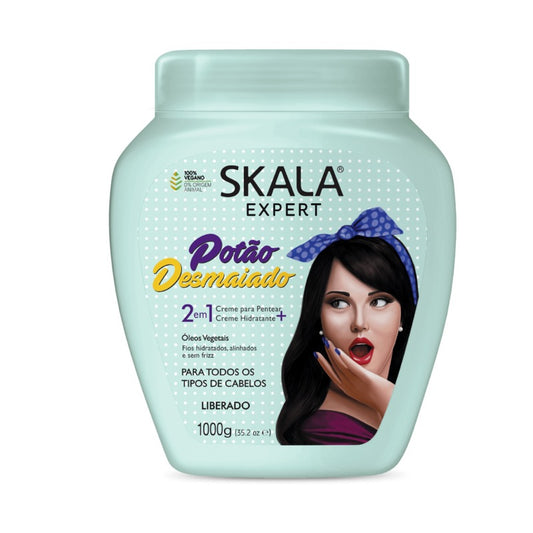 100%
VEGANO
0% ORIGEM
ANIMAL
SKALA®
EXPERT
Potão
Desmaiado
2em1 Creme para Pentear +
Creme Hidratante
Óleos Vegetais
Fios hidratados, alinhados
e sem frizz
PARA TODOS OS
TIPOS DE CABELOS
LIBERADO
1000g (35.2 oz ℮)